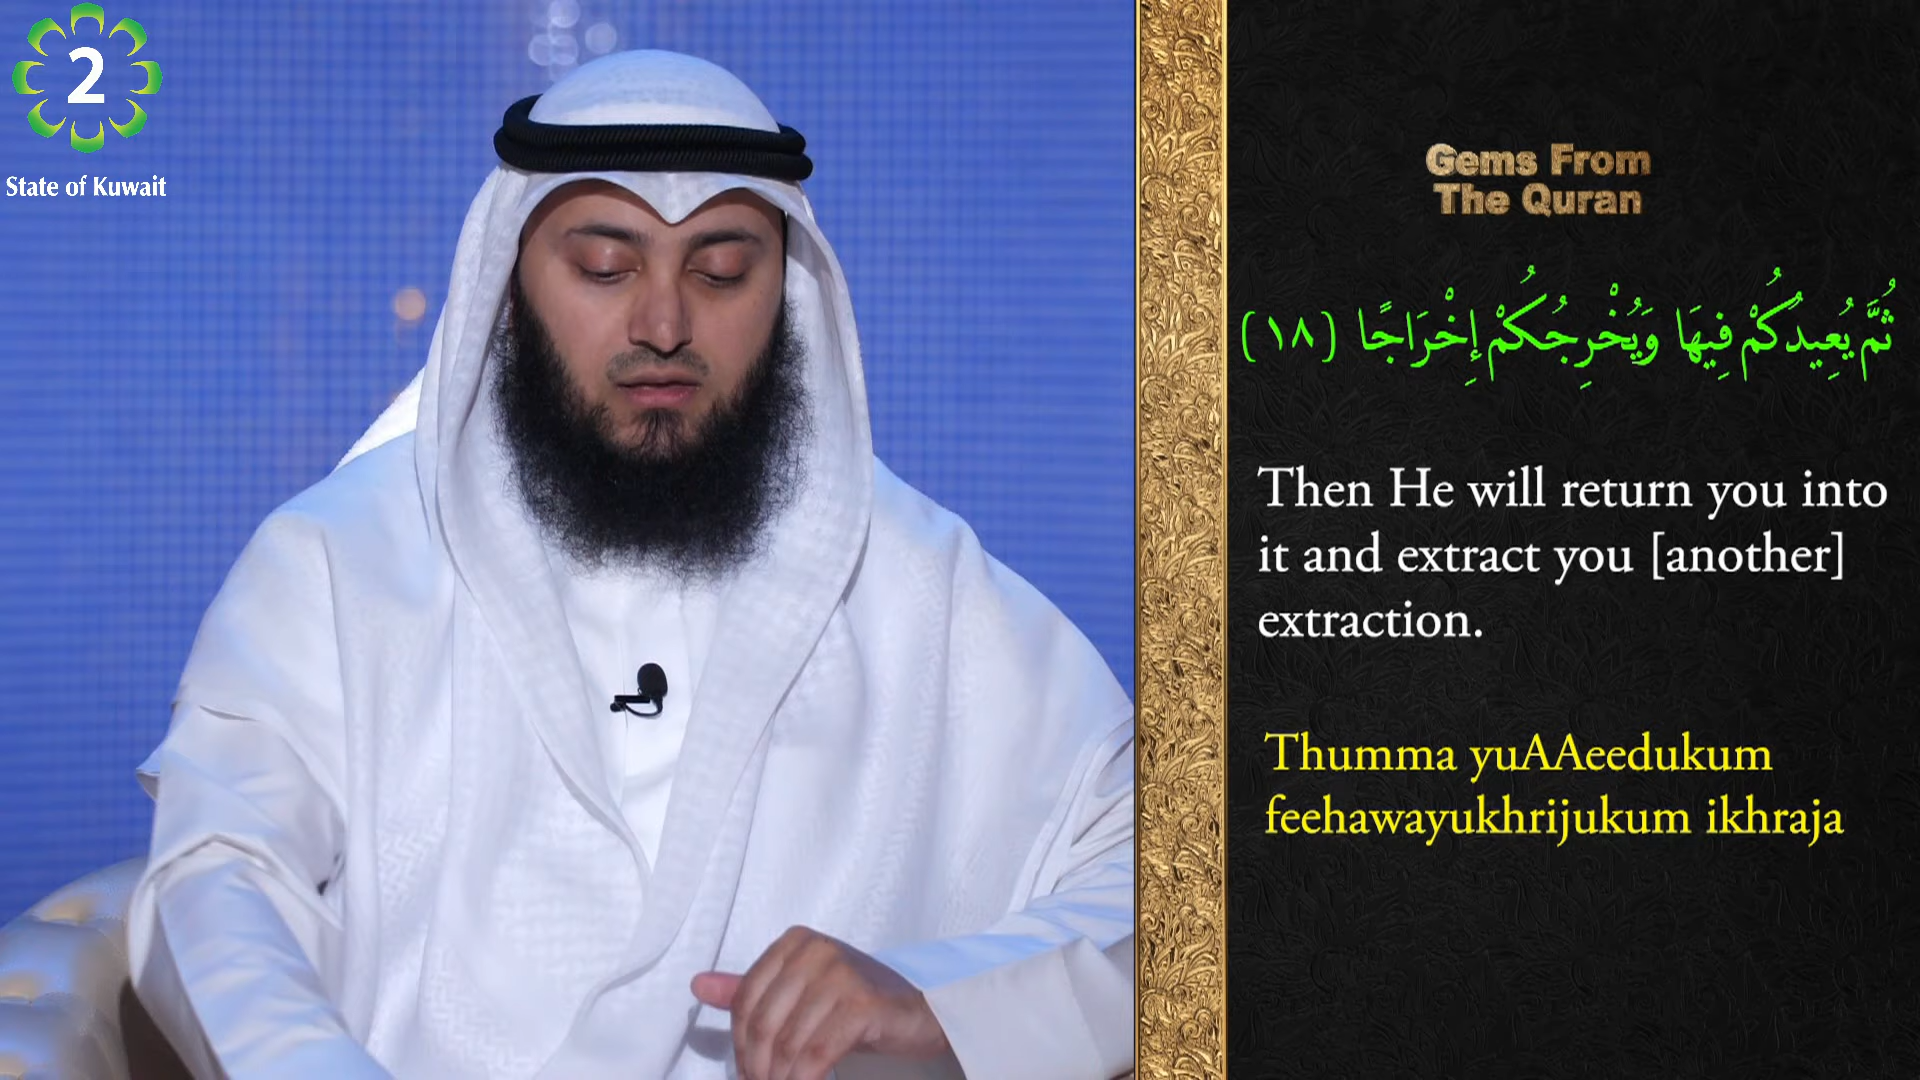 2
State of Kuwait
Gems From
The Quran
ثُمَّ يُعِيدُكُمْ فِيهَا وَيُخْرِجُكُمْ إِخْرَاجًا (١٨)
Then He will return you into
it and extract you [another]
extraction.
Thumma yuAAeedukum
feehawayukhrijukum ikhraja